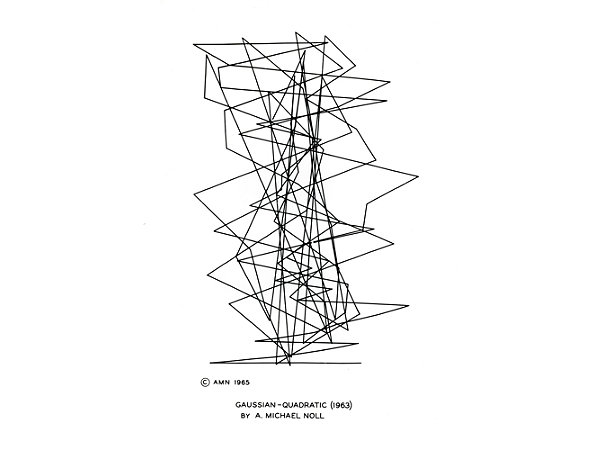 © AMN 1965
GAUSSIAN-QUADRATIC (1963)
BY A. MICHAEL NOLL